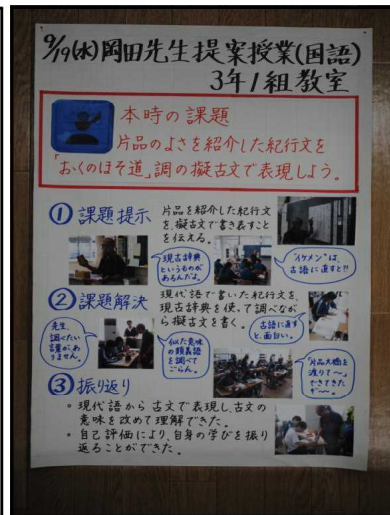 9/19(水)岡田先生提案授業(国語)
3年1組教室
本時の課題
片品のよさを紹介した紀行文を
「おくのほそ道」調の擬古文で表現しよう。
①課題提示
片品を紹介した紀行文
を、擬古文で書き表すこと
を伝える。
現古辞典
というものが
あるんだよ。
"イケメン"は、
古語に直すと!!
②課題解決
現代語で書いた紀行文を、
現古辞典を使って調べなが
ら擬古文を書く。
先生、
調べたい
言葉があ
りません。
似た意味
の類義語
を調べて
ごらん。
古語に直す
と、面白い。
「片品大橋を
渡りて〜」
できてきた
ぞ〜。
③振り返り
・現代語から古文で表現し、古文の
意味を改めて理解できた。
・自己評価により、自身の学びを振り
返ることができた。